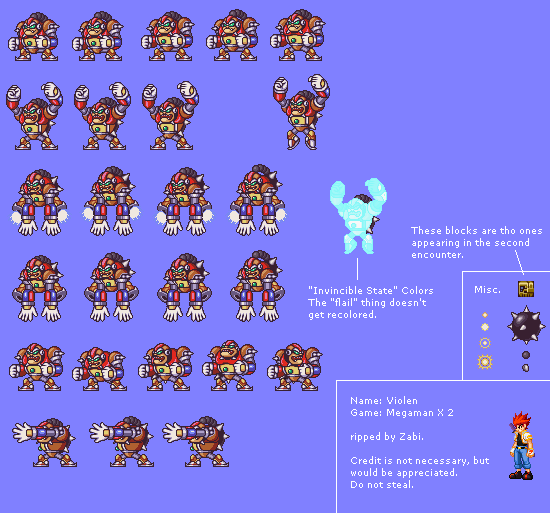 These blocks are tho ones
appearing in the second
encounter.
"Invincible State" Colors
The "flail" thing doesn't
get recolored.
Misc.
Name: Violen
Game: Megaman X 2
ripped by Zabi.
Credit is not necessary, but
would be appreciated.
Do not steal.